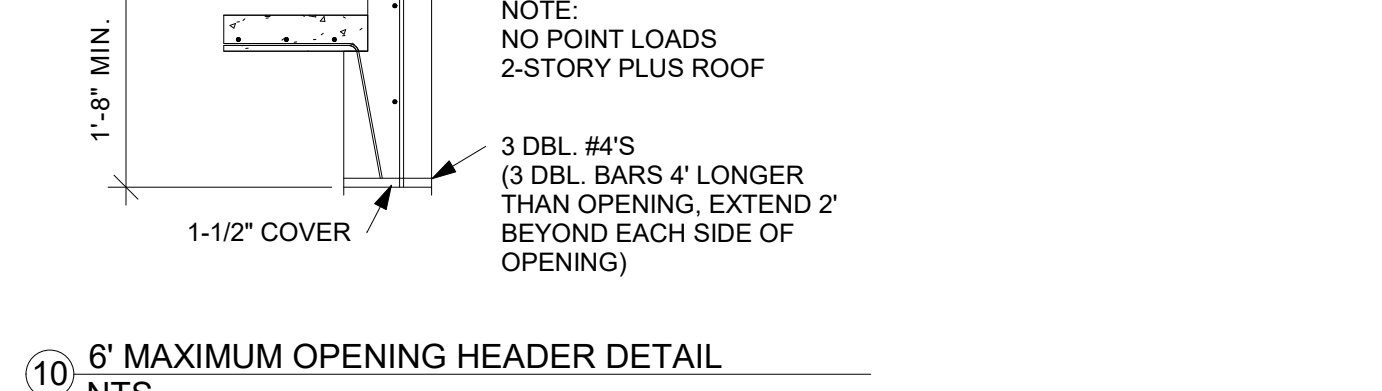 1'-8" MIN.
NOTE:
NO POINT LOADS
2-STORY PLUS ROOF
3 DBL. #4'S
(3 DBL. BARS 4' LONGER
THAN OPENING, EXTEND 2'
BEYOND EACH SIDE OF
OPENING)
1-1/2" COVER
10 6' MAXIMUM OPENING HEADER DETAIL
NTS